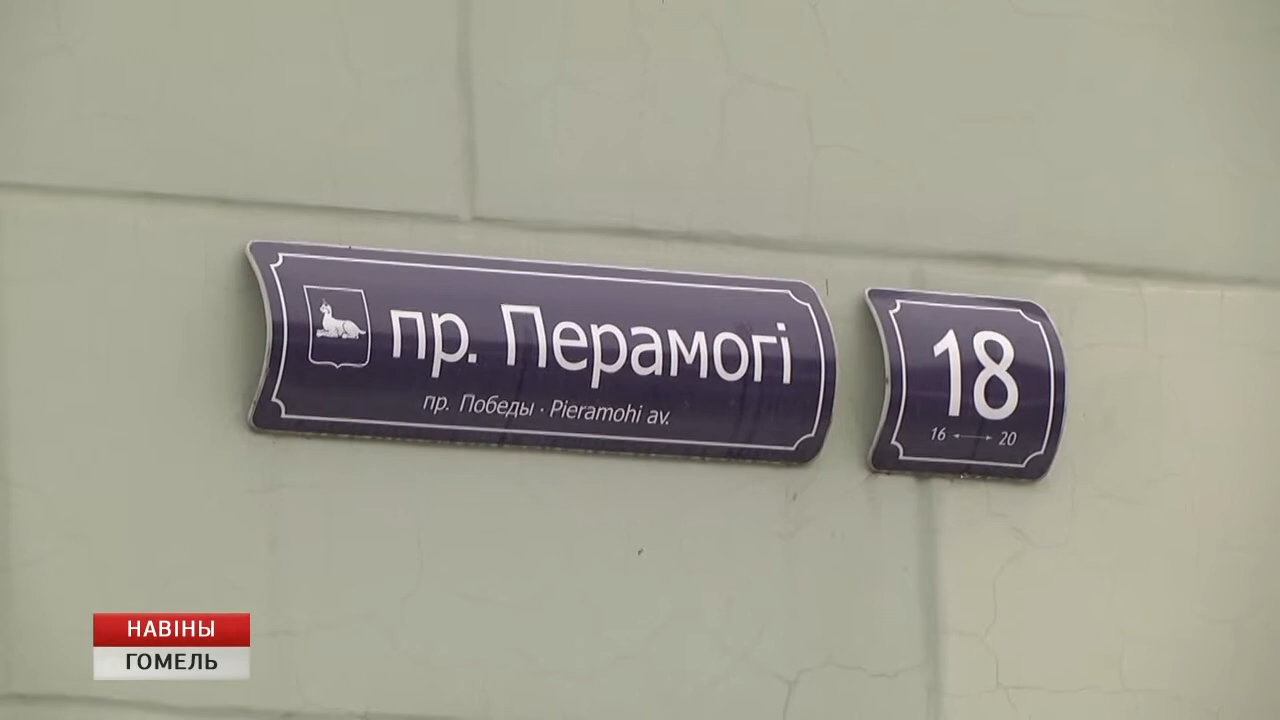 пр. Перамогі
пр. Победы · Pieramohi av.
18
16 ⟷ 20
НАВІНЫ
ГОМЕЛЬ